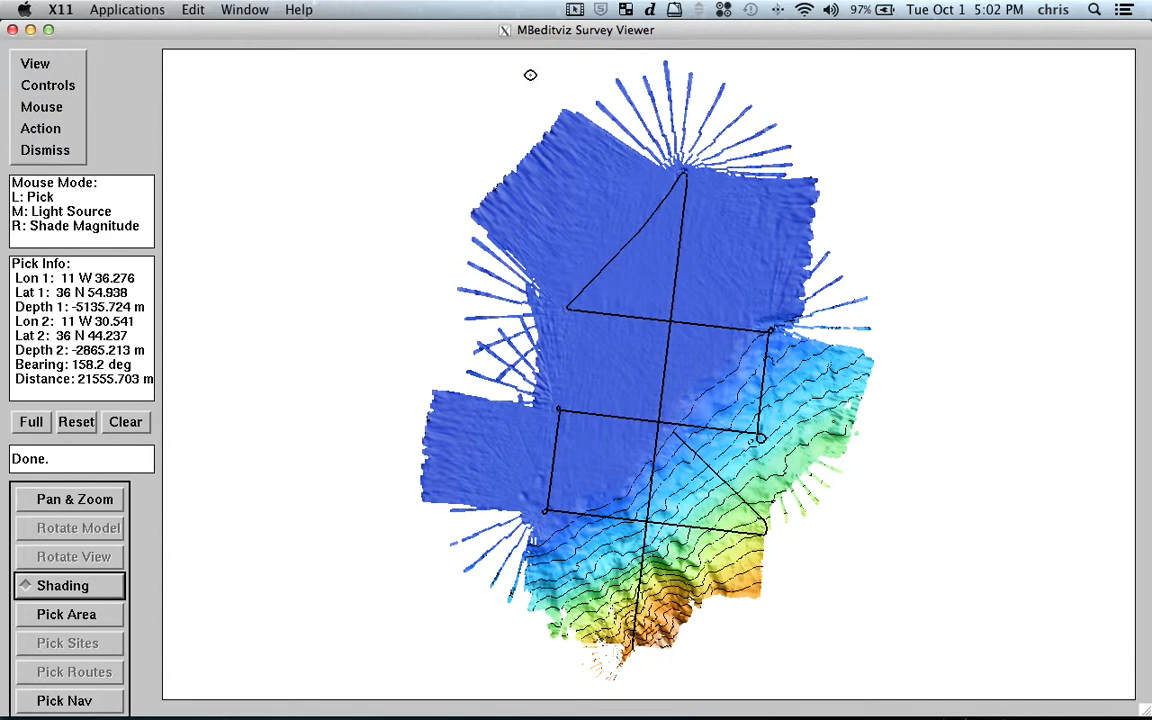 X11 Applications Edit Window Help 97% Tue Oct 1 5:02 PM chris
MBeditviz Survey Viewer
View
Controls
Mouse
Action
Dismiss
Mouse Mode:
L: Pick
M: Light Source
R: Shade Magnitude
Pick Info:
Lon 1: 11 W 36.276
Lat 1: 36 N 54.938
Depth 1: -5135.724 m
Lon 2: 11 W 30.541
Lat 2: 36 N 44.237
Depth 2: -2865.213 m
Bearing: 158.2 deg
Distance: 21555.703 m
Full Reset Clear
Done.
Pan & Zoom
Rotate Model
Rotate View
Shading
Pick Area
Pick Sites
Pick Routes
Pick Nav